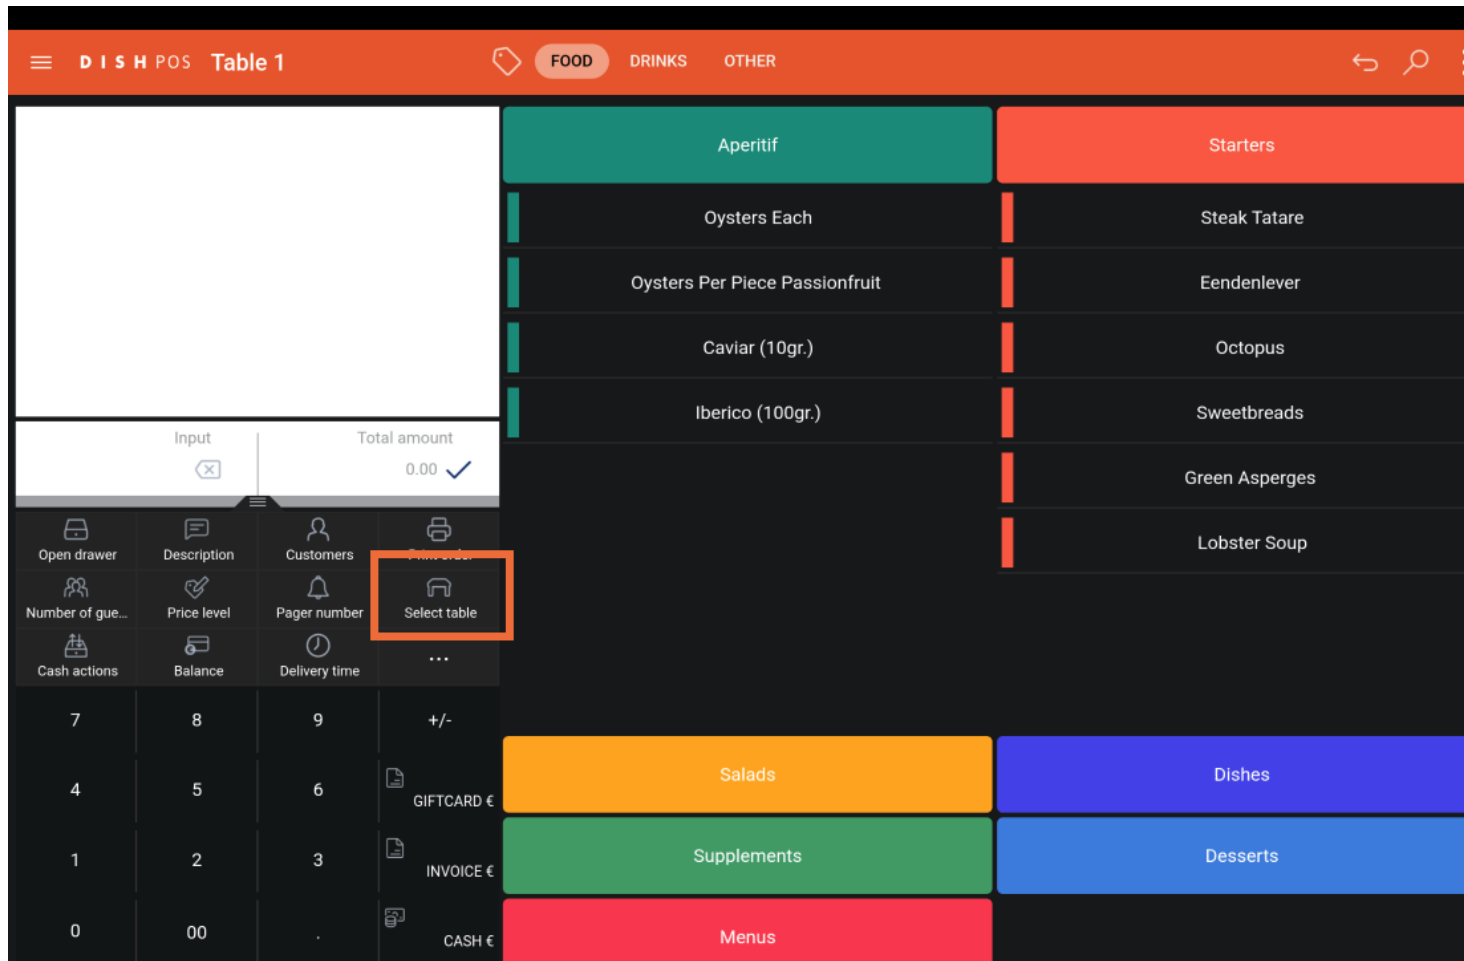 DISH POS Table 1
FOOD DRINKS OTHER
Aperitif
Oysters Each
Oysters Per Piece Passionfruit
Caviar (10gr.)
Iberico (100gr.)
Starters
Steak Tatare
Eendenlever
Octopus
Sweetbreads
Green Asperges
Lobster Soup
Input
Total amount
0.00
Open drawer
Description
Customers
Print order
Number of gue...
Price level
Pager number
Select table
Cash actions
Balance
Delivery time
...
7 8 9 +/-
4 5 6 GIFTCARD €
1 2 3 INVOICE €
0 00 . CASH €
Salads
Dishes
Supplements
Desserts
Menus